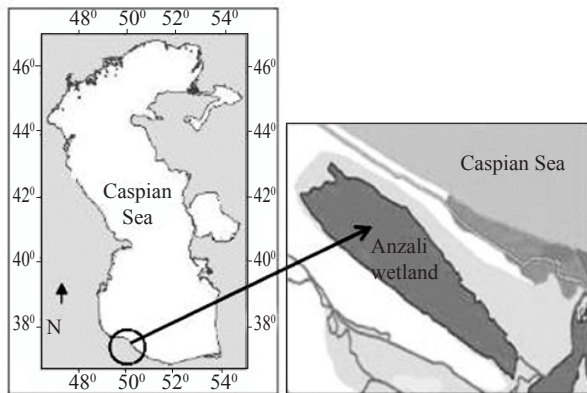 48⁰ 50⁰ 52⁰ 54⁰
46⁰
44⁰
42⁰
40⁰
38⁰
Caspian
Sea
N
46⁰
44⁰
42⁰
40⁰
38⁰
48⁰ 50⁰ 52⁰ 54⁰
Caspian Sea
Anzali
wetland